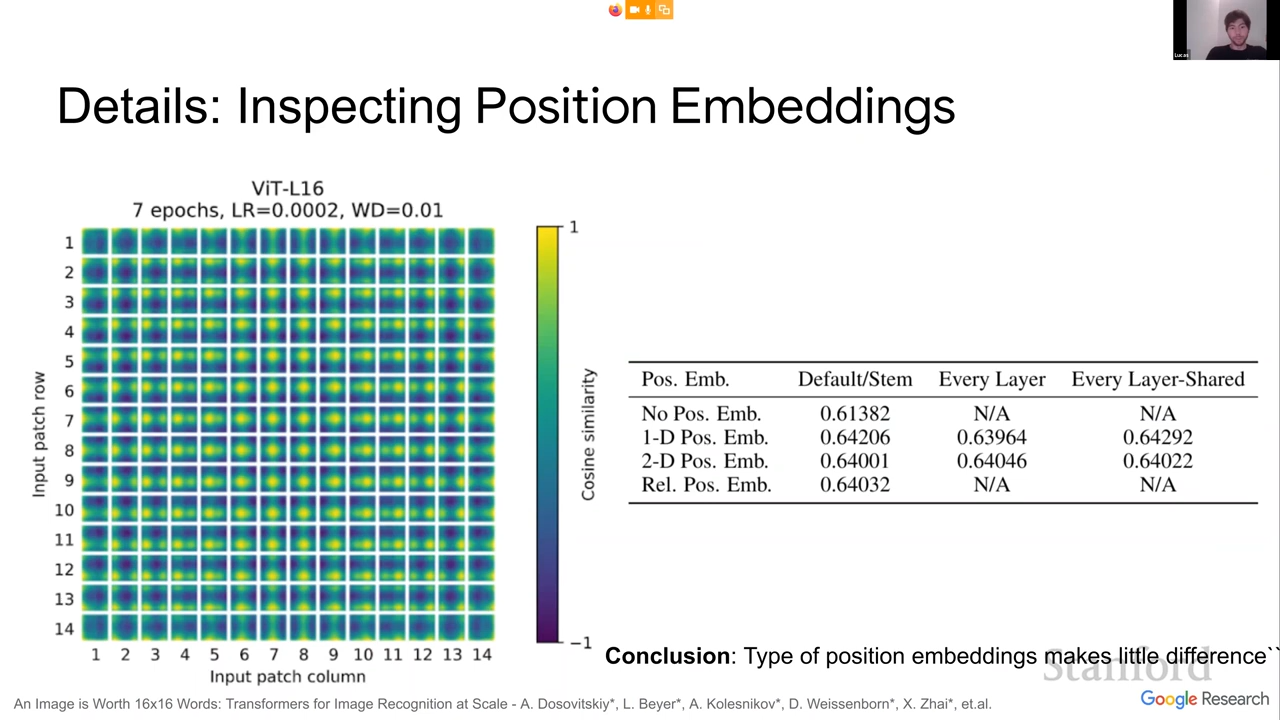 Lucas
Details: Inspecting Position Embeddings
ViT-L16
7 epochs, LR=0.0002, WD=0.01
1
2
3
4
5
6
7
8
9
10
11
12
13
14
Input patch row
1 2 3 4 5 6 7 8 9 10 11 12 13 14
Input patch column
1
−1
Cosine similarity
Pos. Emb. Default/Stem Every Layer Every Layer-Shared
No Pos. Emb. 0.61382 N/A N/A
1-D Pos. Emb. 0.64206 0.63964 0.64292
2-D Pos. Emb. 0.64001 0.64046 0.64022
Rel. Pos. Emb. 0.64032 N/A N/A
Conclusion: Type of position embeddings makes little difference``
Stanford
Google Research
An Image is Worth 16x16 Words: Transformers for Image Recognition at Scale - A. Dosovitskiy*, L. Beyer*, A. Kolesnikov*, D. Weissenborn*, X. Zhai*, et.al.